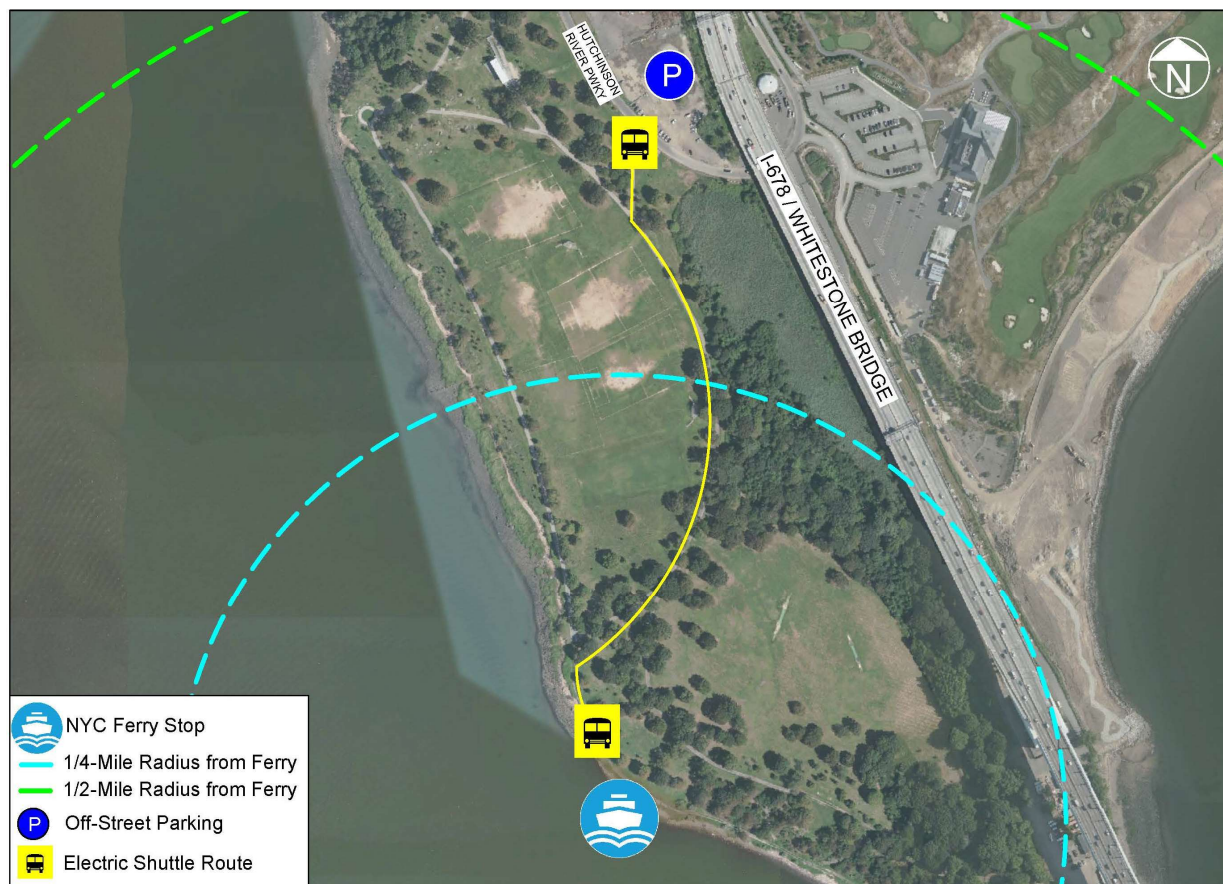 HUTCHINSON
RIVER PWKY
P
N
I-678 / WHITESTONE BRIDGE
NYC Ferry Stop
1/4-Mile Radius from Ferry
1/2-Mile Radius from Ferry
P
Off-Street Parking
Electric Shuttle Route